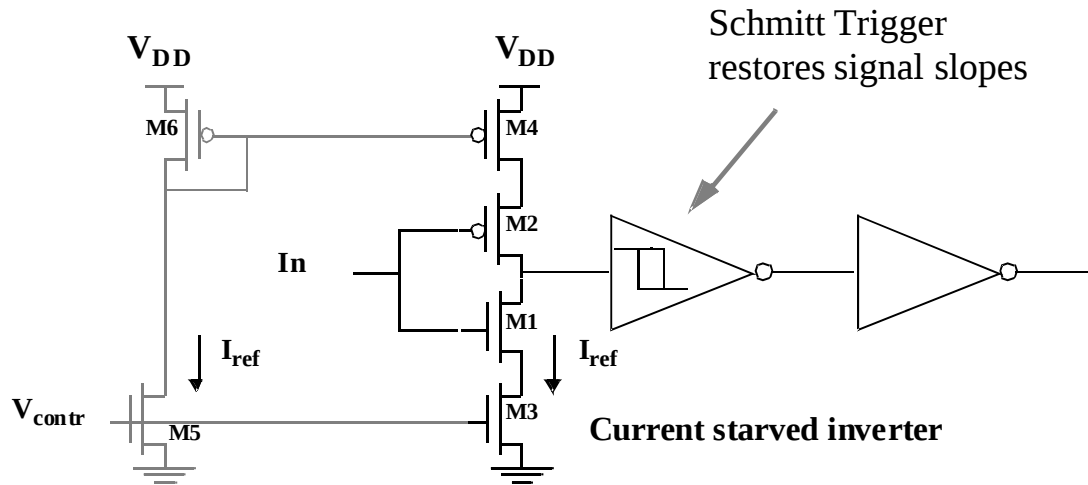 Schmitt Trigger
restores signal slopes
VDD
VDD
M6
M4
M2
In
M1
Iref
Iref
Vcontr
M5
M3
Current starved inverter